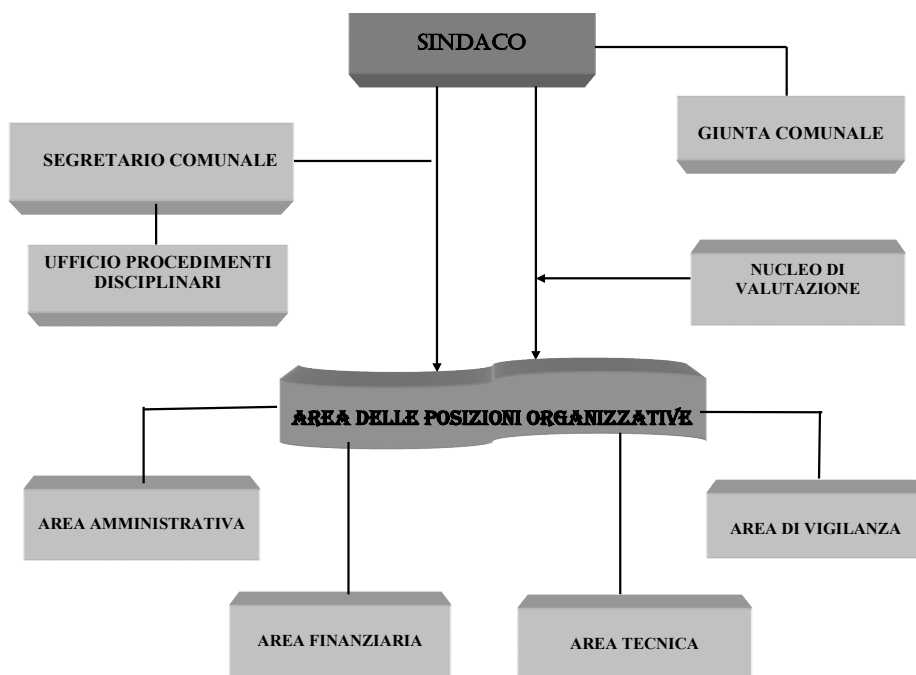 SINDACO
GIUNTA COMUNALE
SEGRETARIO COMUNALE
UFFICIO PROCEDIMENTI
DISCIPLINARI
NUCLEO DI
VALUTAZIONE
AREA DELLE POSIZIONI ORGANIZZATIVE
AREA AMMINISTRATIVA
AREA DI VIGILANZA
AREA FINANZIARIA
AREA TECNICA